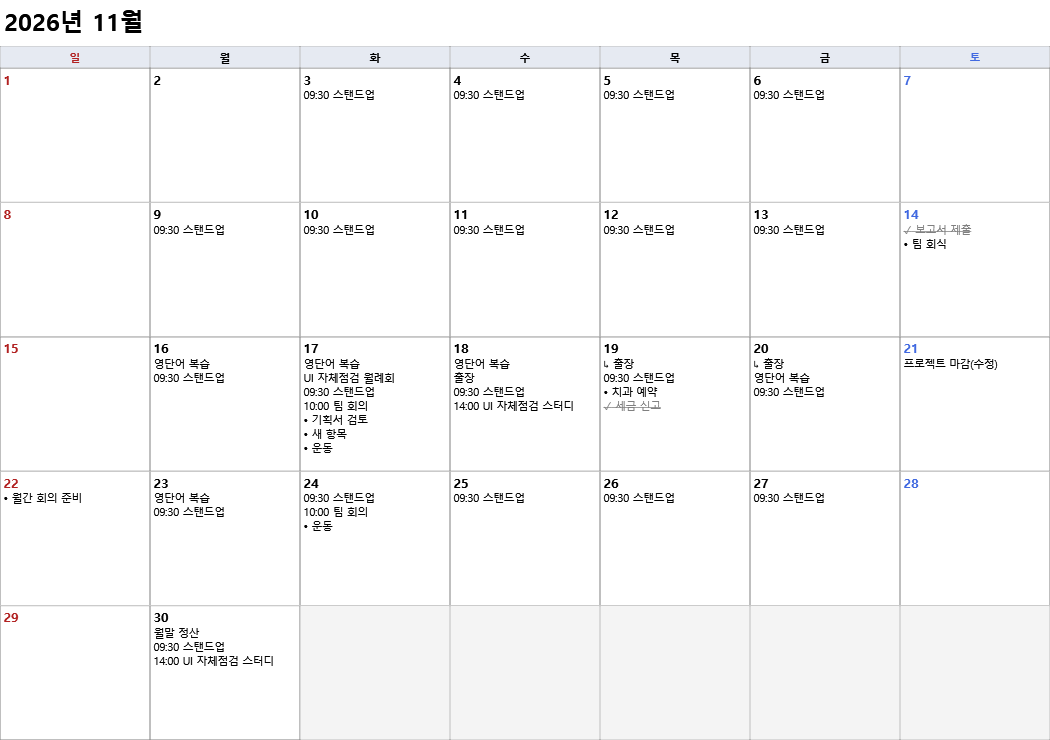 2026년 11월
일 월 화 수 목 금 토
1
2
3
09:30 스탠드업
4
09:30 스탠드업
5
09:30 스탠드업
6
09:30 스탠드업
7
8
9
09:30 스탠드업
10
09:30 스탠드업
11
09:30 스탠드업
12
09:30 스탠드업
13
09:30 스탠드업
14
✓ 보고서 제출
• 팀 회식
15
16
영단어 복습
09:30 스탠드업
17
영단어 복습
UI 자체점검 월례회
09:30 스탠드업
10:00 팀 회의
• 기획서 검토
• 새 항목
• 운동
18
영단어 복습
출장
09:30 스탠드업
14:00 UI 자체점검 스터디
19
↳ 출장
09:30 스탠드업
• 치과 예약
✓ 세금 신고
20
↳ 출장
영단어 복습
09:30 스탠드업
21
프로젝트 마감(수정)
22
• 월간 회의 준비
23
영단어 복습
09:30 스탠드업
24
09:30 스탠드업
10:00 팀 회의
• 운동
25
09:30 스탠드업
26
09:30 스탠드업
27
09:30 스탠드업
28
29
30
월말 정산
09:30 스탠드업
14:00 UI 자체점검 스터디